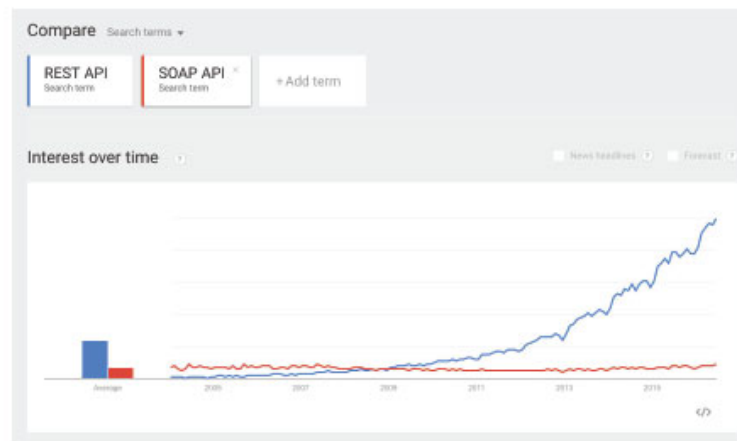 Compare Search terms
REST API
Search term
SOAP API ×
Search term
+ Add term
Interest over time ?
News headlines ? Forecast ?
Average 2005 2007 2009 2011 2013 2015
</>